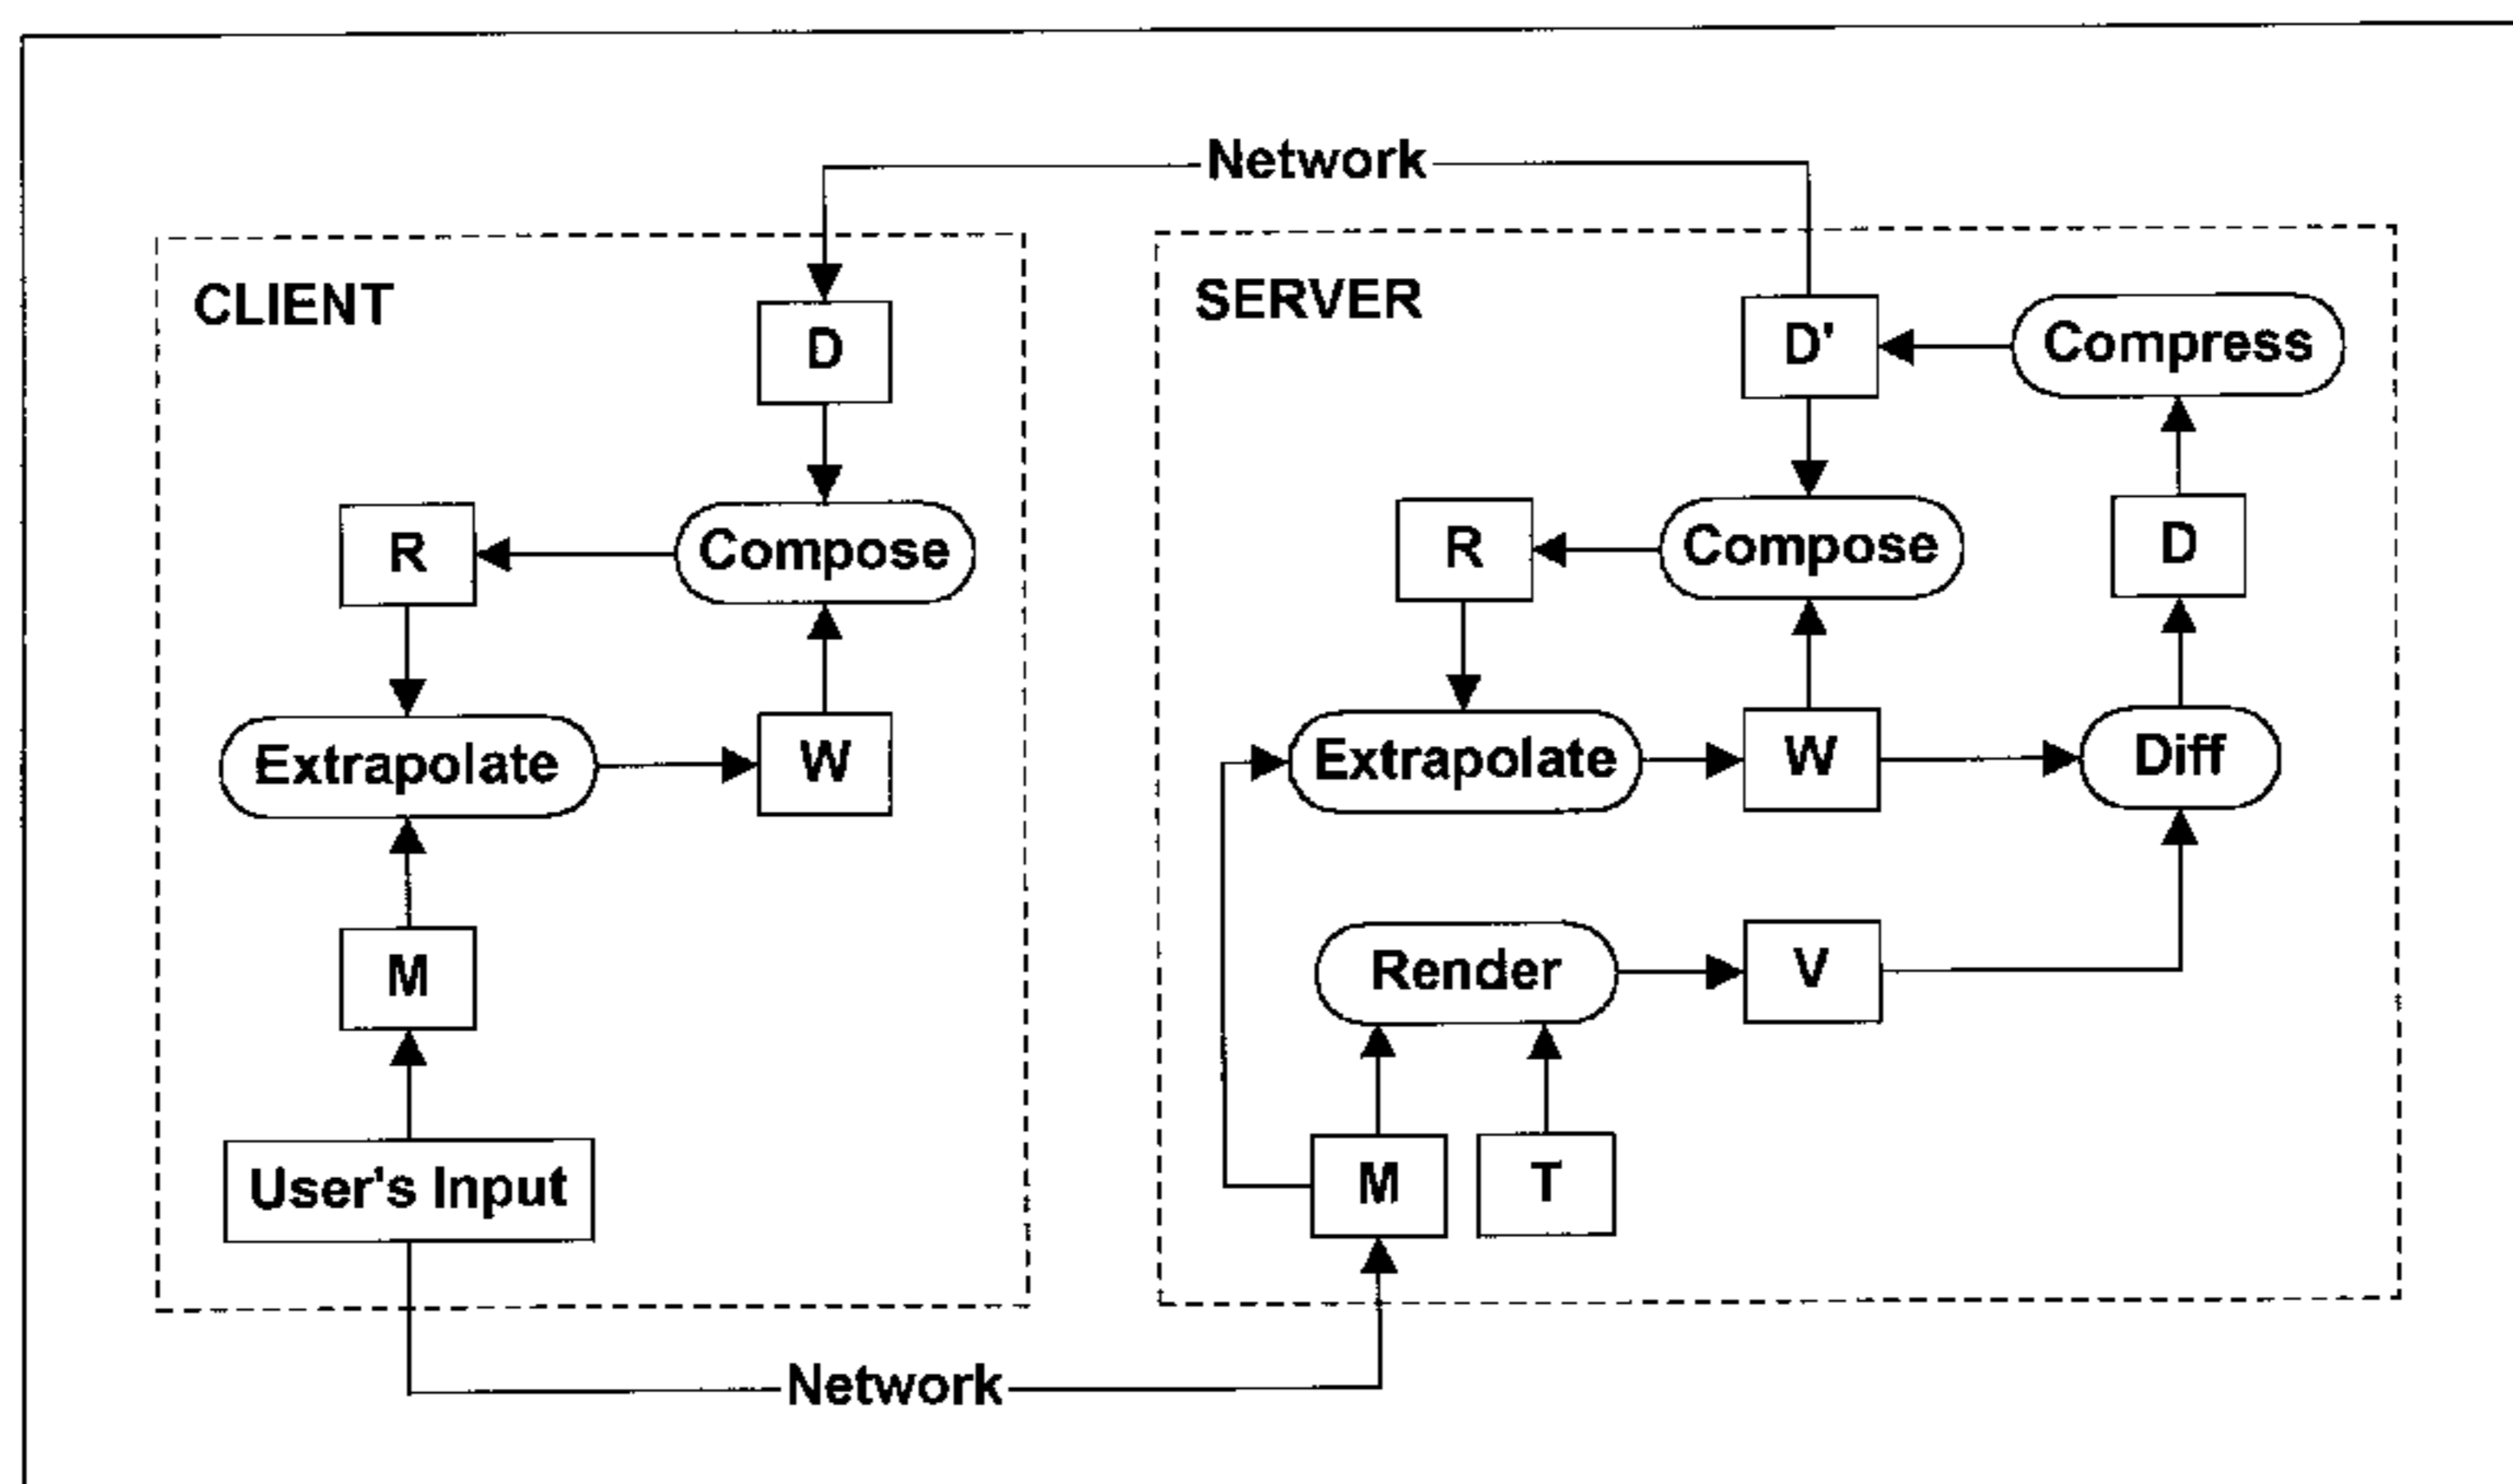 Network
CLIENT
SERVER
D
D'
Compress
R
Compose
R
Compose
D
Extrapolate
W
Extrapolate
W
Diff
M
Render
V
User's Input
M
T
Network